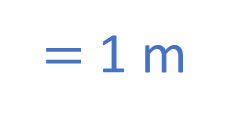 = 1 m